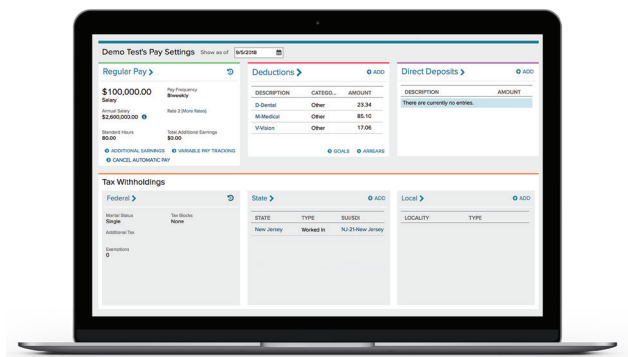 Demo Test's Pay Settings Show as of 9/5/2018
Regular Pay
$100,000.00
Salary
Pay Frequency
Biweekly
Annual Salary
$2,600,000.00
Rate 2 (More Rates)
Standard Hours
80.00
Total Additional Earnings
$0.00
ADDITIONAL EARNINGS VARIABLE PAY TRACKING
CANCEL AUTOMATIC PAY
Deductions ADD
DESCRIPTION CATEGO... AMOUNT
D-Dental Other 23.34
M-Medical Other 85.10
V-Vision Other 17.06
GOALS ARREARS
Direct Deposits ADD
DESCRIPTION AMOUNT
There are currently no entries.
Tax Withholdings
Federal
Marital Status
Single
Tax Blocks
None
Additional Tax
Exemptions
0
State ADD
STATE TYPE SUI/SDI
New Jersey Worked In NJ-21-New Jersey
Local ADD
LOCALITY TYPE